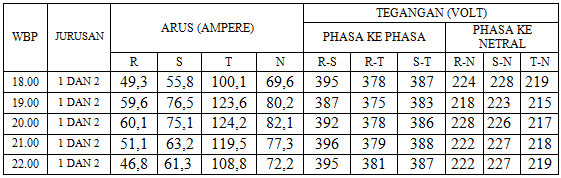 WBP JURUSAN ARUS (AMPERE) TEGANGAN (VOLT)
PHASA KE PHASA PHASA KE NETRAL
R S T N R-S R-T S-T R-N S-N T-N
18.00 1 DAN 2 49,3 55,8 100,1 69,6 395 378 387 224 228 219
19.00 1 DAN 2 59,6 76,5 123,6 80,2 387 375 383 218 223 215
20.00 1 DAN 2 60,1 75,1 124,2 82,1 392 378 386 228 226 217
21.00 1 DAN 2 51,1 63,2 119,5 77,3 396 379 388 222 227 218
22.00 1 DAN 2 46,8 61,3 108,8 72,2 395 381 387 222 227 219